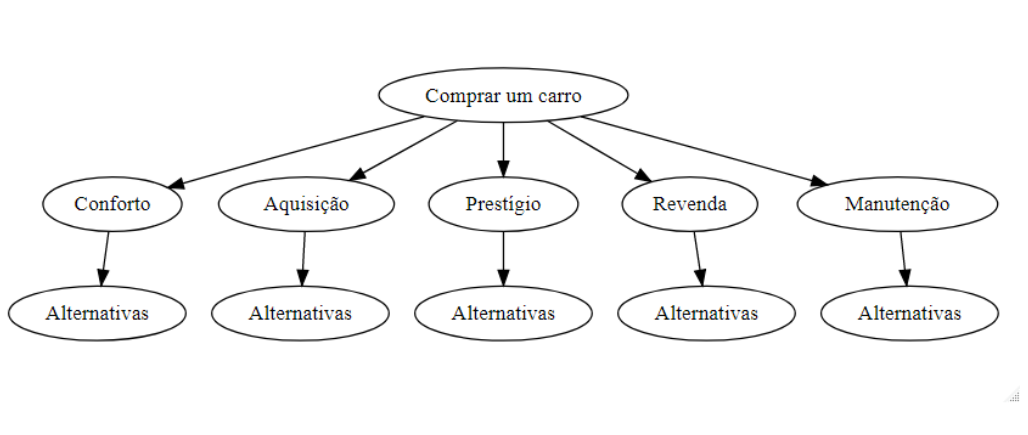 Comprar um carro
Conforto
Aquisição
Prestígio
Revenda
Manutenção
Alternativas
Alternativas
Alternativas
Alternativas
Alternativas